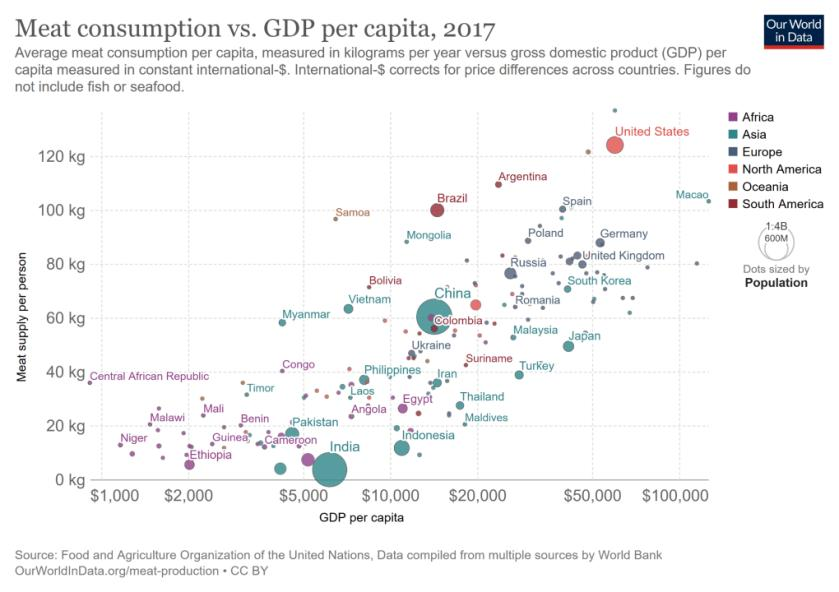 Meat consumption vs. GDP per capita, 2017
Our World
in Data
Average meat consumption per capita, measured in kilograms per year versus gross domestic product (GDP) per
capita measured in constant international-$. International-$ corrects for price differences across countries. Figures do
not include fish or seafood.
Meat supply per person
120 kg
100 kg
80 kg
60 kg
40 kg
20 kg
0 kg
United States
Argentina
Macao
Brazil
Spain
Samoa
Mongolia
Poland
Germany
United Kingdom
Russia
Bolivia
South Korea
China
Vietnam
Romania
Myanmar
Colombia
Malaysia
Japan
Ukraine
Suriname
Turkey
Congo
Central African Republic
Philippines
Iran
Timor
Laos
Thailand
Egypt
Mali
Angola
Malawi
Benin
Pakistan
Maldives
Niger
Guinea
Cameroon
Indonesia
India
Ethiopia
$1,000
$2,000
$5,000
$10,000
$20,000
$50,000
$100,000
GDP per capita
Africa
Asia
Europe
North America
Oceania
South America
1:4B
600M
Dots sized by
Population
Source: Food and Agriculture Organization of the United Nations, Data compiled from multiple sources by World Bank
OurWorldInData.org/meat-production • CC BY